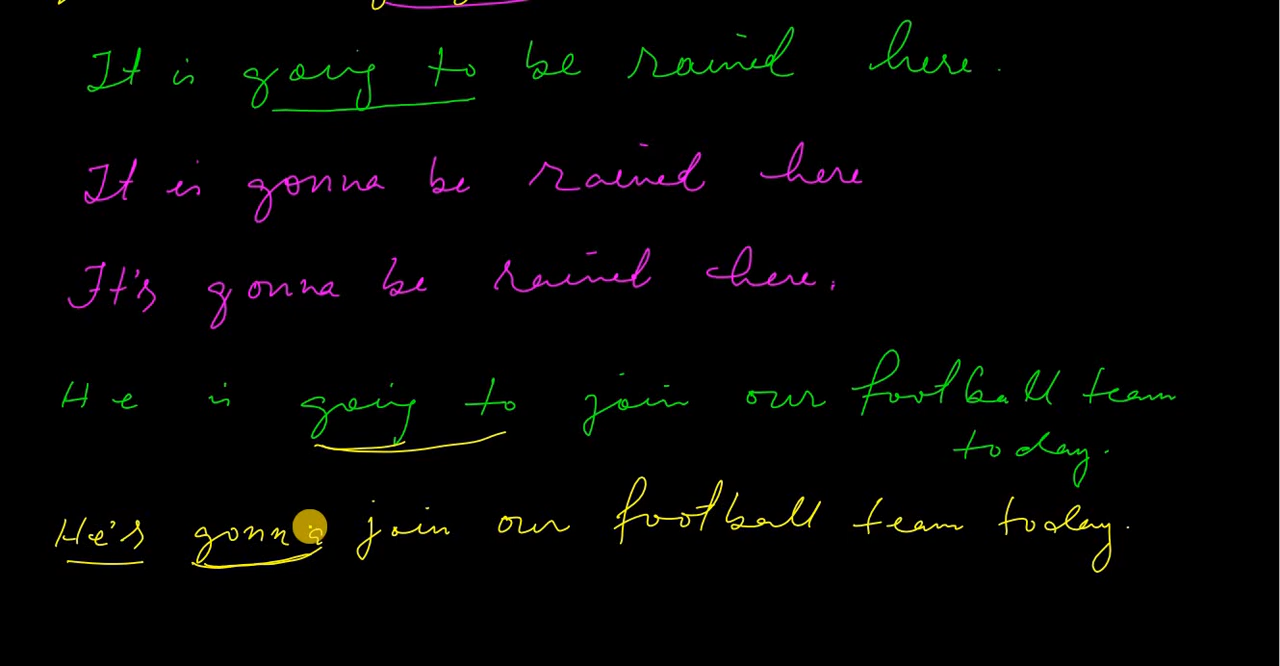 It is going to be rained here.
It is gonna be rained here
It's gonna be rained here.
He is going to join our football team
today.
He's gonna join our football team today.